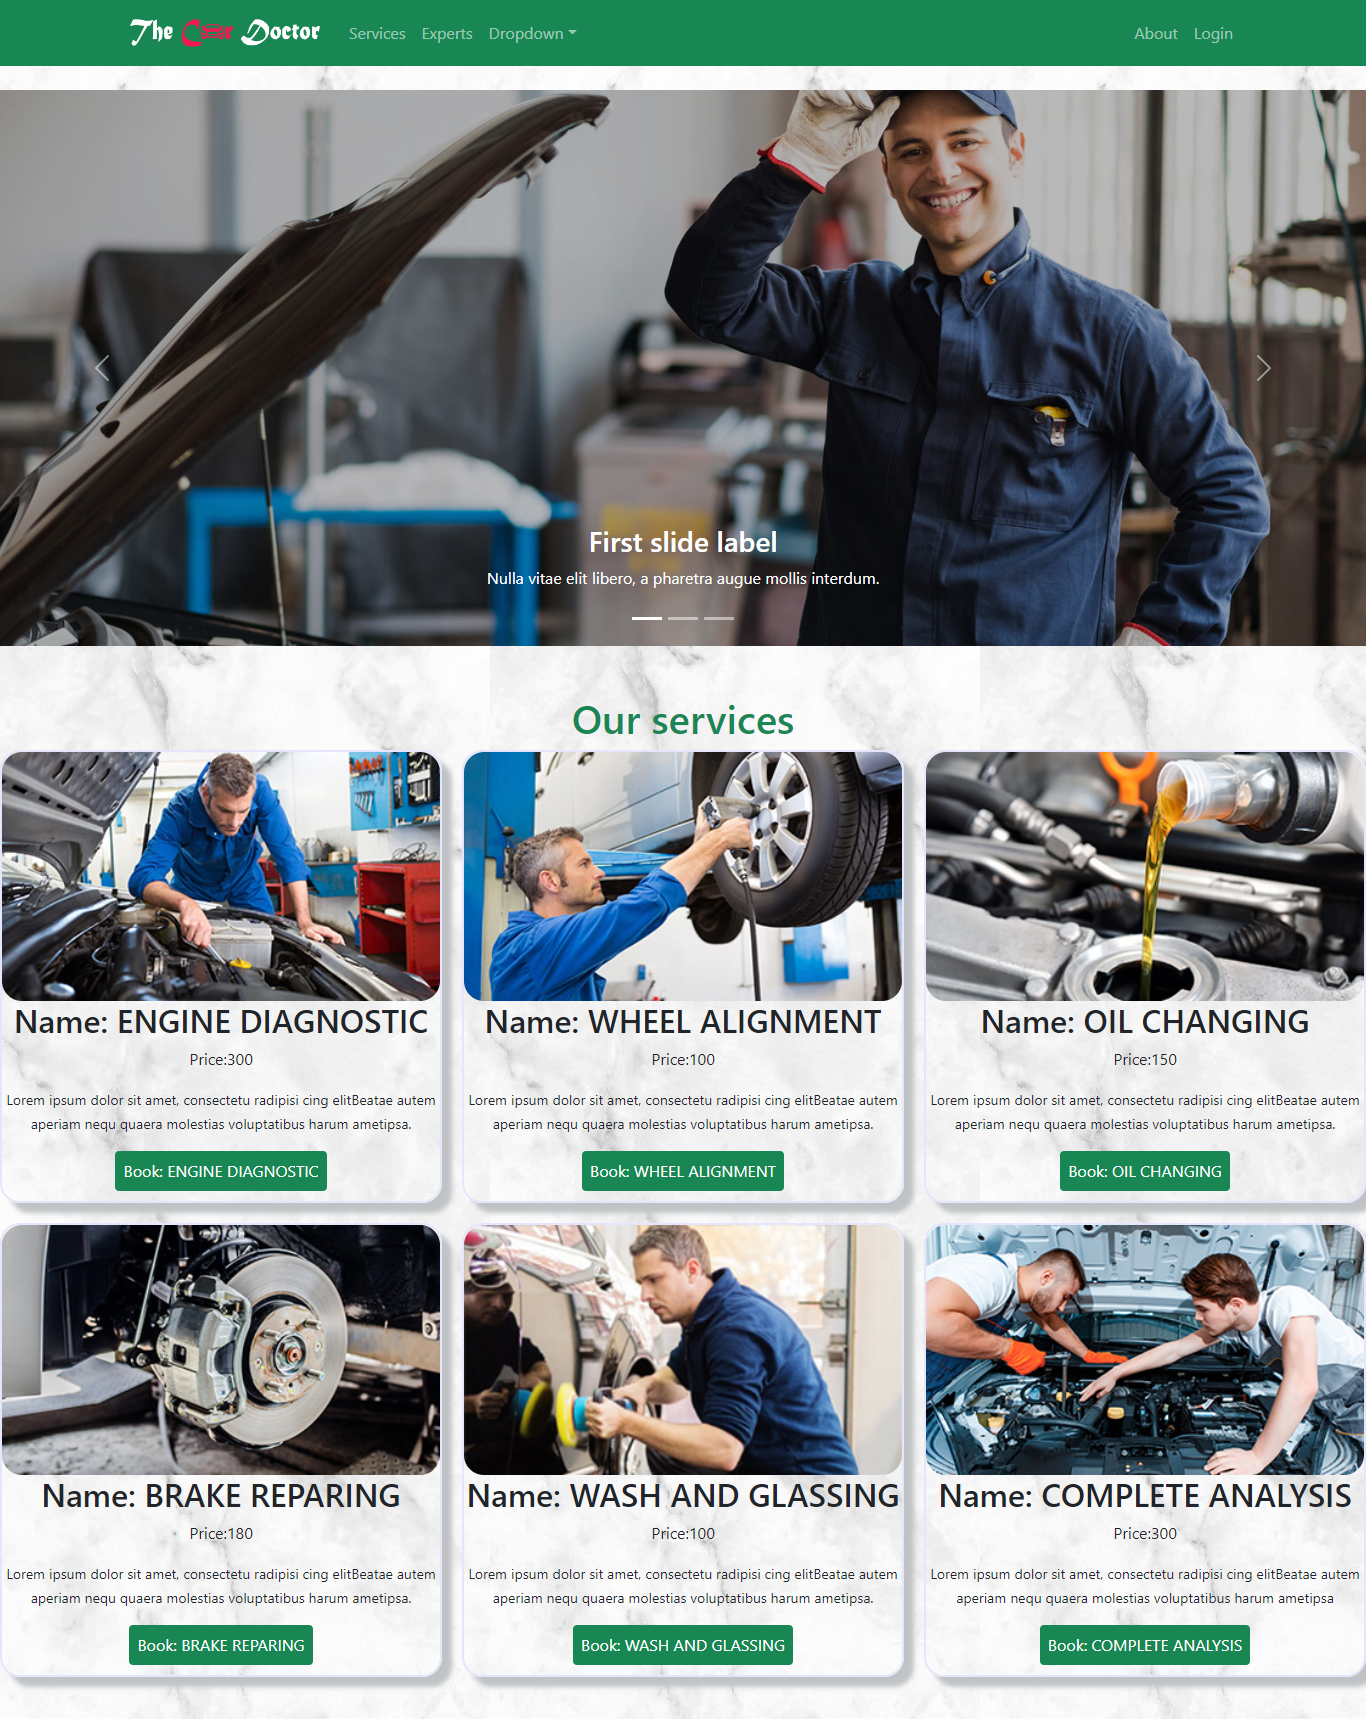 The Car Doctor
Services Experts Dropdown
About Login
First slide label
Nulla vitae elit libero, a pharetra augue mollis interdum.
Our services
Name: ENGINE DIAGNOSTIC
Price:300
Lorem ipsum dolor sit amet, consectetu radipisi cing elitBeatae autem
aperiam nequ quaera molestias voluptatibus harum ametipsa.
Book: ENGINE DIAGNOSTIC
Name: WHEEL ALIGNMENT
Price:100
Lorem ipsum dolor sit amet, consectetu radipisi cing elitBeatae autem
aperiam nequ quaera molestias voluptatibus harum ametipsa.
Book: WHEEL ALIGNMENT
Name: OIL CHANGING
Price:150
Lorem ipsum dolor sit amet, consectetu radipisi cing elitBeatae autem
aperiam nequ quaera molestias voluptatibus harum ametipsa.
Book: OIL CHANGING
Name: BRAKE REPARING
Price:180
Lorem ipsum dolor sit amet, consectetu radipisi cing elitBeatae autem
aperiam nequ quaera molestias voluptatibus harum ametipsa.
Book: BRAKE REPARING
Name: WASH AND GLASSING
Price:100
Lorem ipsum dolor sit amet, consectetu radipisi cing elitBeatae autem
aperiam nequ quaera molestias voluptatibus harum ametipsa.
Book: WASH AND GLASSING
Name: COMPLETE ANALYSIS
Price:300
Lorem ipsum dolor sit amet, consectetu radipisi cing elitBeatae autem
aperiam nequ quaera molestias voluptatibus harum ametipsa
Book: COMPLETE ANALYSIS